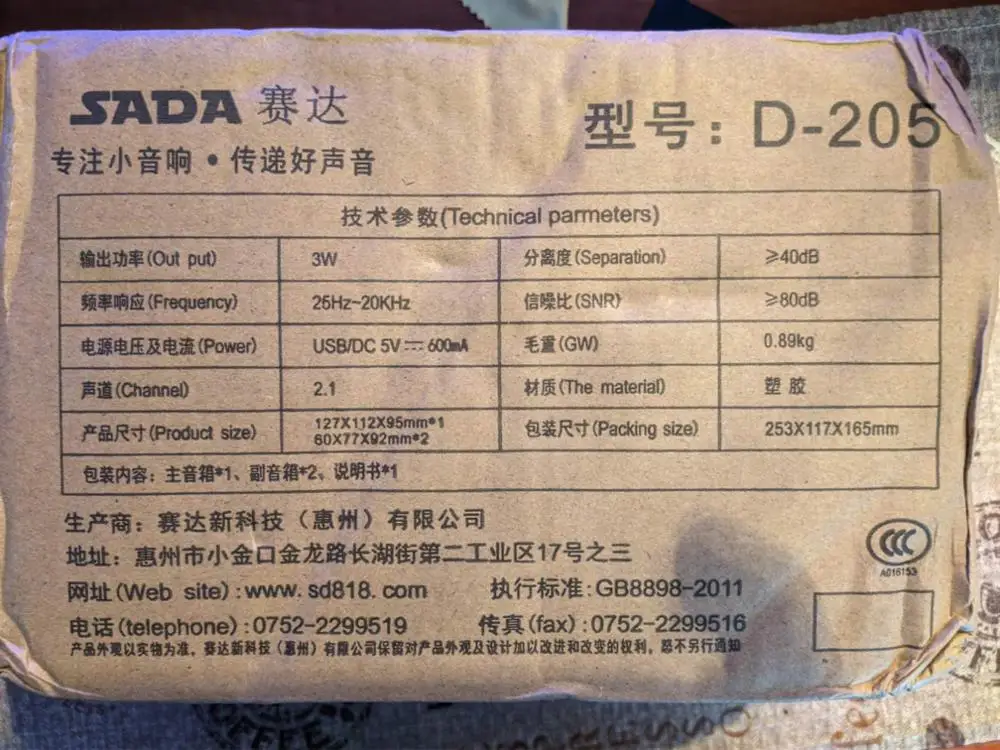 SADA 赛达
型号：D-205
专注小音响·传递好声音
技术参数(Technical parmeters)
输出功率(Out put) 3W 分离度(Separation) ≥40dB
频率响应(Frequency) 25Hz~20KHz 信噪比(SNR) ≥80dB
电源电压及电流(Power) USB/DC 5V⎓600mA 毛重(GW) 0.89kg
声道(Channel) 2.1 材质(The material) 塑胶
产品尺寸(Product size) 127X112X95mm*1 60X77X92mm*2 包装尺寸(Packing size) 253X117X165mm
包装内容：主音箱*1、副音箱*2、说明书*1
生产商：赛达新科技（惠州）有限公司
地址：惠州市小金口金龙路长湖街第二工业区17号之三
网址(Web site):www.sd818.com 执行标准:GB8898-2011
电话(telephone):0752-2299519 传真(fax):0752-2299516
产品外观以实物为准，赛达新科技（惠州）有限公司保留对产品外观及设计加以改进和改变的权利，恕不另行通知
CCC
A016153